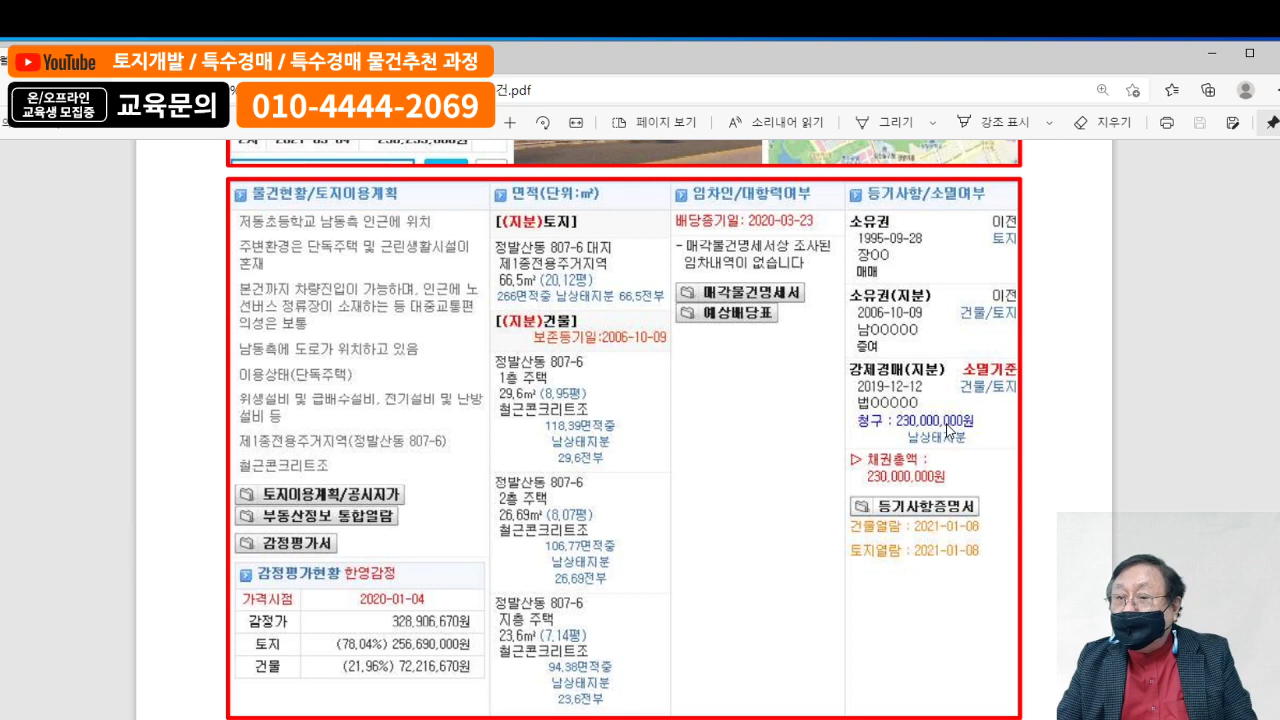 YouTube 토지개발 / 특수경매 / 특수경매 물건추천 과정
온/오프라인
교육생 모집중
교육문의
010-4444-2069
건.pdf
페이지 보기
소리내어 읽기
그리기
강조 표시
지우기
물건현황/토지이용계획
저동초등학교 남동측 인근에 위치
주변환경은 단독주택 및 근린생활시설이
혼재
본건까지 차량진입이 가능하며, 인근에 노
선버스 정류장이 소재하는 등 대중교통편
의성은 보통
남동측에 도로가 위치하고 있음
이용상태(단독주택)
위생설비 및 급배수설비, 전기설비 및 난방
설비 등
제1종전용주거지역(정발산동 807-6)
철근콘크리트조
토지이용계획/공시지가
부동산정보 통합열람
감정평가서
감정평가현황 한영감정
가격시점 2020-01-04
감정가 328,906,670원
토지 (78,04%) 256,690,000원
건물 (21,96%) 72,216,670원
면적(단위:㎡)
[(지분)토지]
정발산동 807-6 대지
제1종전용주거지역
66,5㎡ (20,12평)
266면적중 남상태지분 66,5전부
[(지분)건물]
보존등기일:2006-10-09
정발산동 807-6
1층 주택
29,6㎡ (8,95평)
철근콘크리트조
118,39면적중
남상태지분
29,6전부
정발산동 807-6
2층 주택
26,69㎡ (8,07평)
철근콘크리트조
106,77면적중
남상태지분
26,69전부
정발산동 807-6
지층 주택
23,6㎡ (7,14평)
철근콘크리트조
94,38면적중
남상태지분
23,6전부
임차인/대항력여부
배당종기일: 2020-03-23
- 매각물건명세서상 조사된
임차내역이 없습니다
매각물건명세서
예상배당표
등기사항/소멸여부
소유권 이전
1995-09-28 토지
장OO
매매
소유권(지분) 이전
2006-10-09 건물/토지
남OOOOO
증여
강제경매(지분) 소멸기준
2019-12-12 건물/토지
법OOOOO
청구 : 230,000,000원
남상태지분
▷ 채권총액 :
230,000,000원
등기사항증명서
건물열람 : 2021-01-08
토지열람 : 2021-01-08